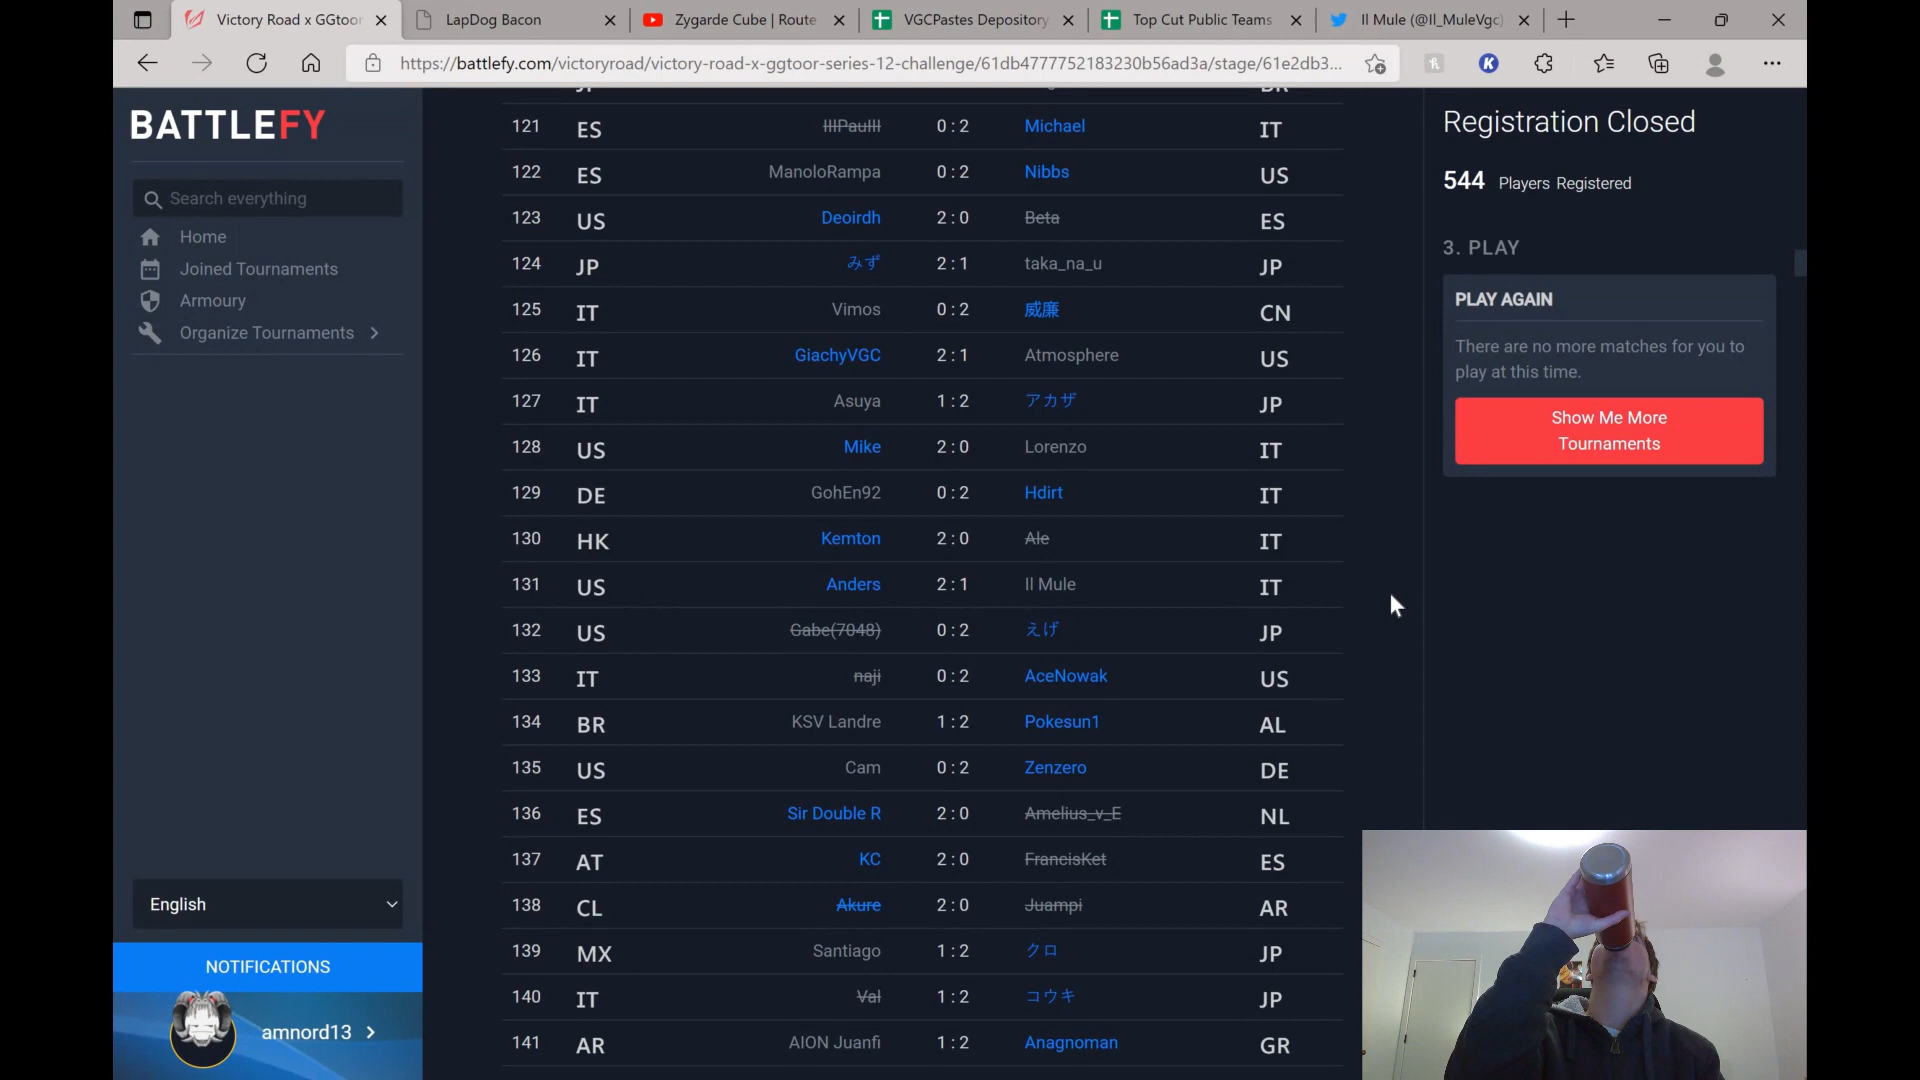 Victory Road x GGtoor
LapDog Bacon
Zygarde Cube | Route
VGCPastes Depository
Top Cut Public Teams
Il Mule (@Il_MuleVgc)
https://battlefy.com/victoryroad/victory-road-x-ggtoor-series-12-challenge/61db4777752183230b56ad3a/stage/61e2db3...
BATTLEFY
Search everything
Home
Joined Tournaments
Armoury
Organize Tournaments
English
NOTIFICATIONS
amnord13
121 ES IIIPauIII 0 : 2 Michael IT
122 ES ManoloRampa 0 : 2 Nibbs US
123 US Deoirdh 2 : 0 Beta ES
124 JP みず 2 : 1 taka_na_u JP
125 IT Vimos 0 : 2 威廉 CN
126 IT GiachyVGC 2 : 1 Atmosphere US
127 IT Asuya 1 : 2 アカザ JP
128 US Mike 2 : 0 Lorenzo IT
129 DE GohEn92 0 : 2 Hdirt IT
130 HK Kemton 2 : 0 Ale IT
131 US Anders 2 : 1 Il Mule IT
132 US Gabe(7048) 0 : 2 えげ JP
133 IT naji 0 : 2 AceNowak US
134 BR KSV Landre 1 : 2 Pokesun1 AL
135 US Cam 0 : 2 Zenzero DE
136 ES Sir Double R 2 : 0 Amelius_v_E NL
137 AT KC 2 : 0 FrancisKet ES
138 CL Akure 2 : 0 Juampi AR
139 MX Santiago 1 : 2 クロ JP
140 IT Val 1 : 2 コウキ JP
141 AR AION Juanfi 1 : 2 Anagnoman GR
Registration Closed
544 Players Registered
3. PLAY
PLAY AGAIN
There are no more matches for you to
play at this time.
Show Me More
Tournaments